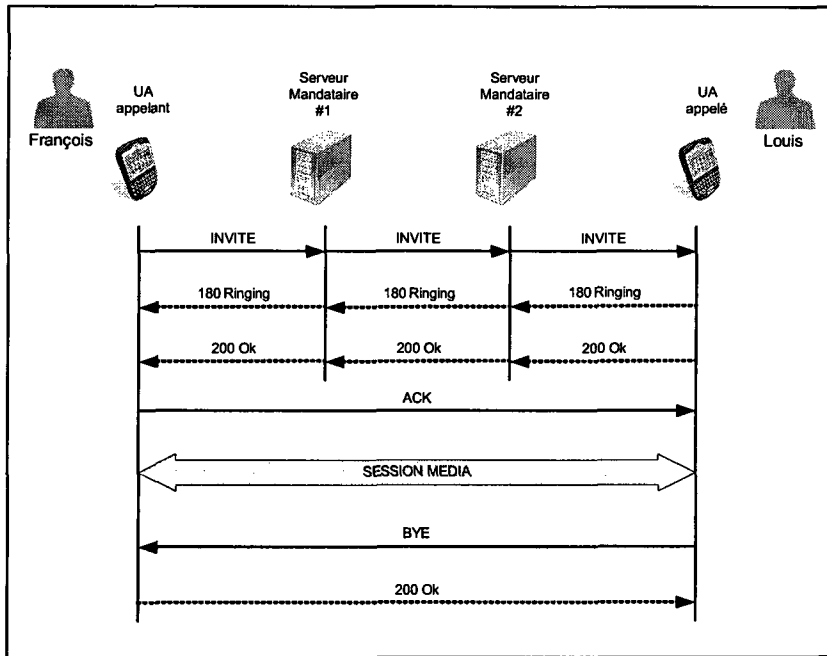 UA
appelant
Serveur
Mandataire
#1
Serveur
Mandataire
#2
UA
appelé
François
Louis
INVITE
INVITE
INVITE
180 Ringing
180 Ringing
180 Ringing
200 Ok
200 Ok
200 Ok
ACK
SESSION MEDIA
BYE
200 Ok